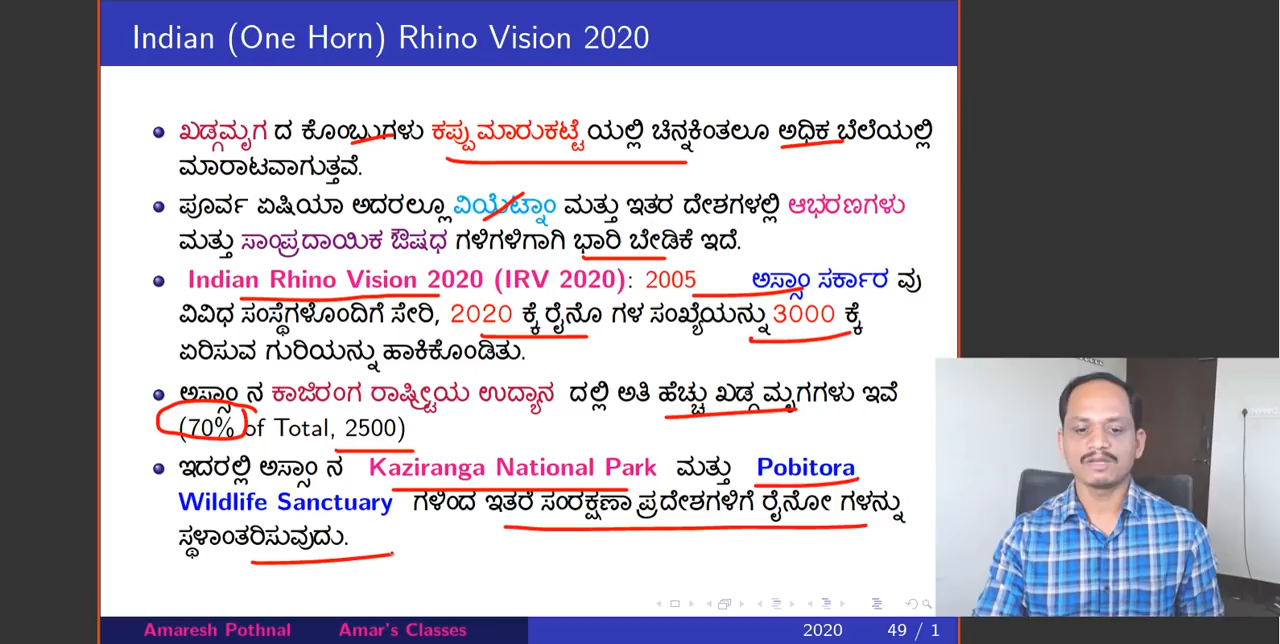 Indian (One Horn) Rhino Vision 2020
ಖಡ್ಗಮೃಗ ದ ಕೊಂಬುಗಳು ಕಪ್ಪು ಮಾರುಕಟ್ಟೆ ಯಲ್ಲಿ ಚಿನ್ನಕಿಂತಲೂ ಅಧಿಕ ಬೆಲೆಯಲ್ಲಿ
ಮಾರಾಟವಾಗುತ್ತವೆ.
ಪೂರ್ವ ಏಷಿಯಾ ಅದರಲ್ಲೂ ವಿಯೆಟ್ನಾಂ ಮತ್ತು ಇತರ ದೇಶಗಳಲ್ಲಿ ಆಭರಣಗಳು
ಮತ್ತು ಸಾಂಪ್ರದಾಯಿಕ ಔಷಧ ಗಳಿಗಳಿಗಾಗಿ ಭಾರಿ ಬೇಡಿಕೆ ಇದೆ.
Indian Rhino Vision 2020 (IRV 2020): 2005 ಅಸ್ಸಾಂ ಸರ್ಕಾರ ವು
ವಿವಿಧ ಸಂಸ್ಥೆಗಳೊಂದಿಗೆ ಸೇರಿ, 2020 ಕ್ಕೆ ರೈನೊ ಗಳ ಸಂಖ್ಯೆಯನ್ನು 3000 ಕ್ಕೆ
ಏರಿಸುವ ಗುರಿಯನ್ನು ಹಾಕಿಕೊಂಡಿತು.
ಅಸ್ಸಾಂ ನ ಕಾಜಿರಂಗ ರಾಷ್ಟ್ರೀಯ ಉದ್ಯಾನ ದಲ್ಲಿ ಅತಿ ಹೆಚ್ಚು ಖಡ್ಗ ಮೃಗಗಳು ಇವೆ
(70% of Total, 2500)
ಇದರಲ್ಲಿ ಅಸ್ಸಾಂ ನ Kaziranga National Park ಮತ್ತು Pobitora
Wildlife Sanctuary ಗಳಿಂದ ಇತರೆ ಸಂರಕ್ಷಣಾ ಪ್ರದೇಶಗಳಿಗೆ ರೈನೋ ಗಳನ್ನು
ಸ್ಥಳಾಂತರಿಸುವುದು.
Amaresh Pothnal Amar's Classes 2020 49 / 1